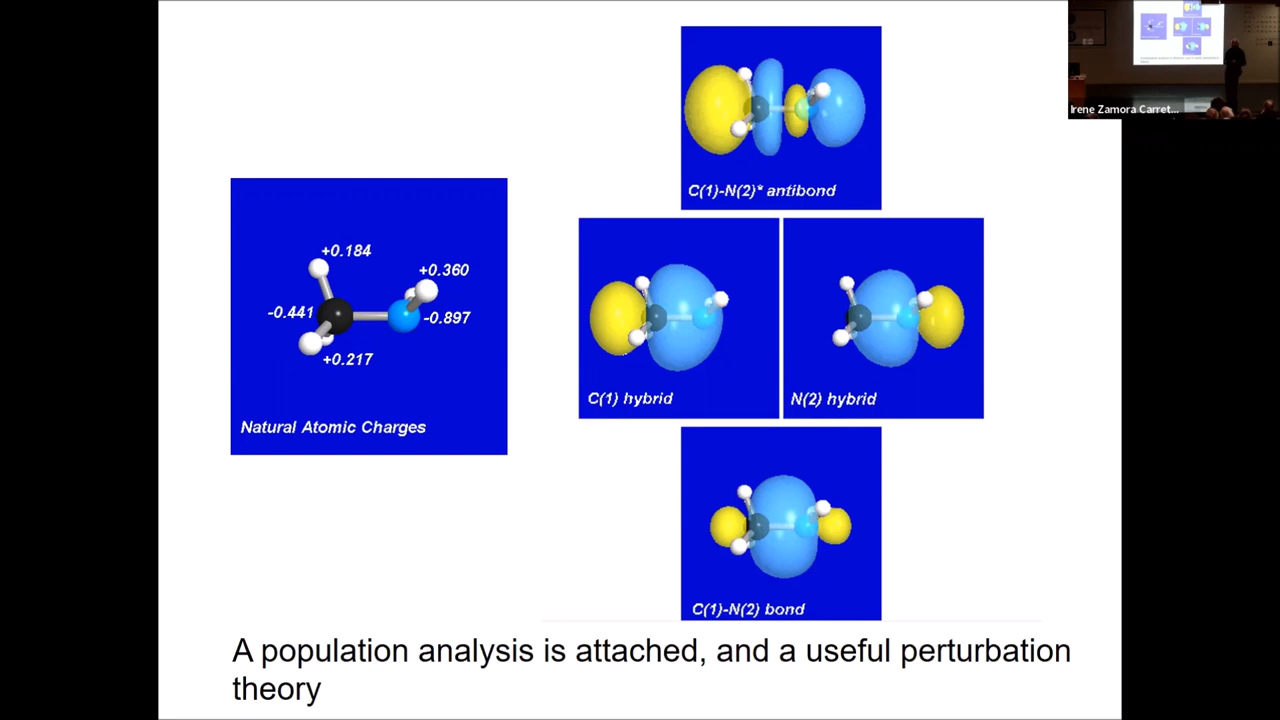 Irene Zamora Carret...
C(1)-N(2)* antibond
+0.184
+0.360
-0.441
-0.897
+0.217
Natural Atomic Charges
C(1) hybrid
N(2) hybrid
C(1)-N(2) bond
A population analysis is attached, and a useful perturbation
theory